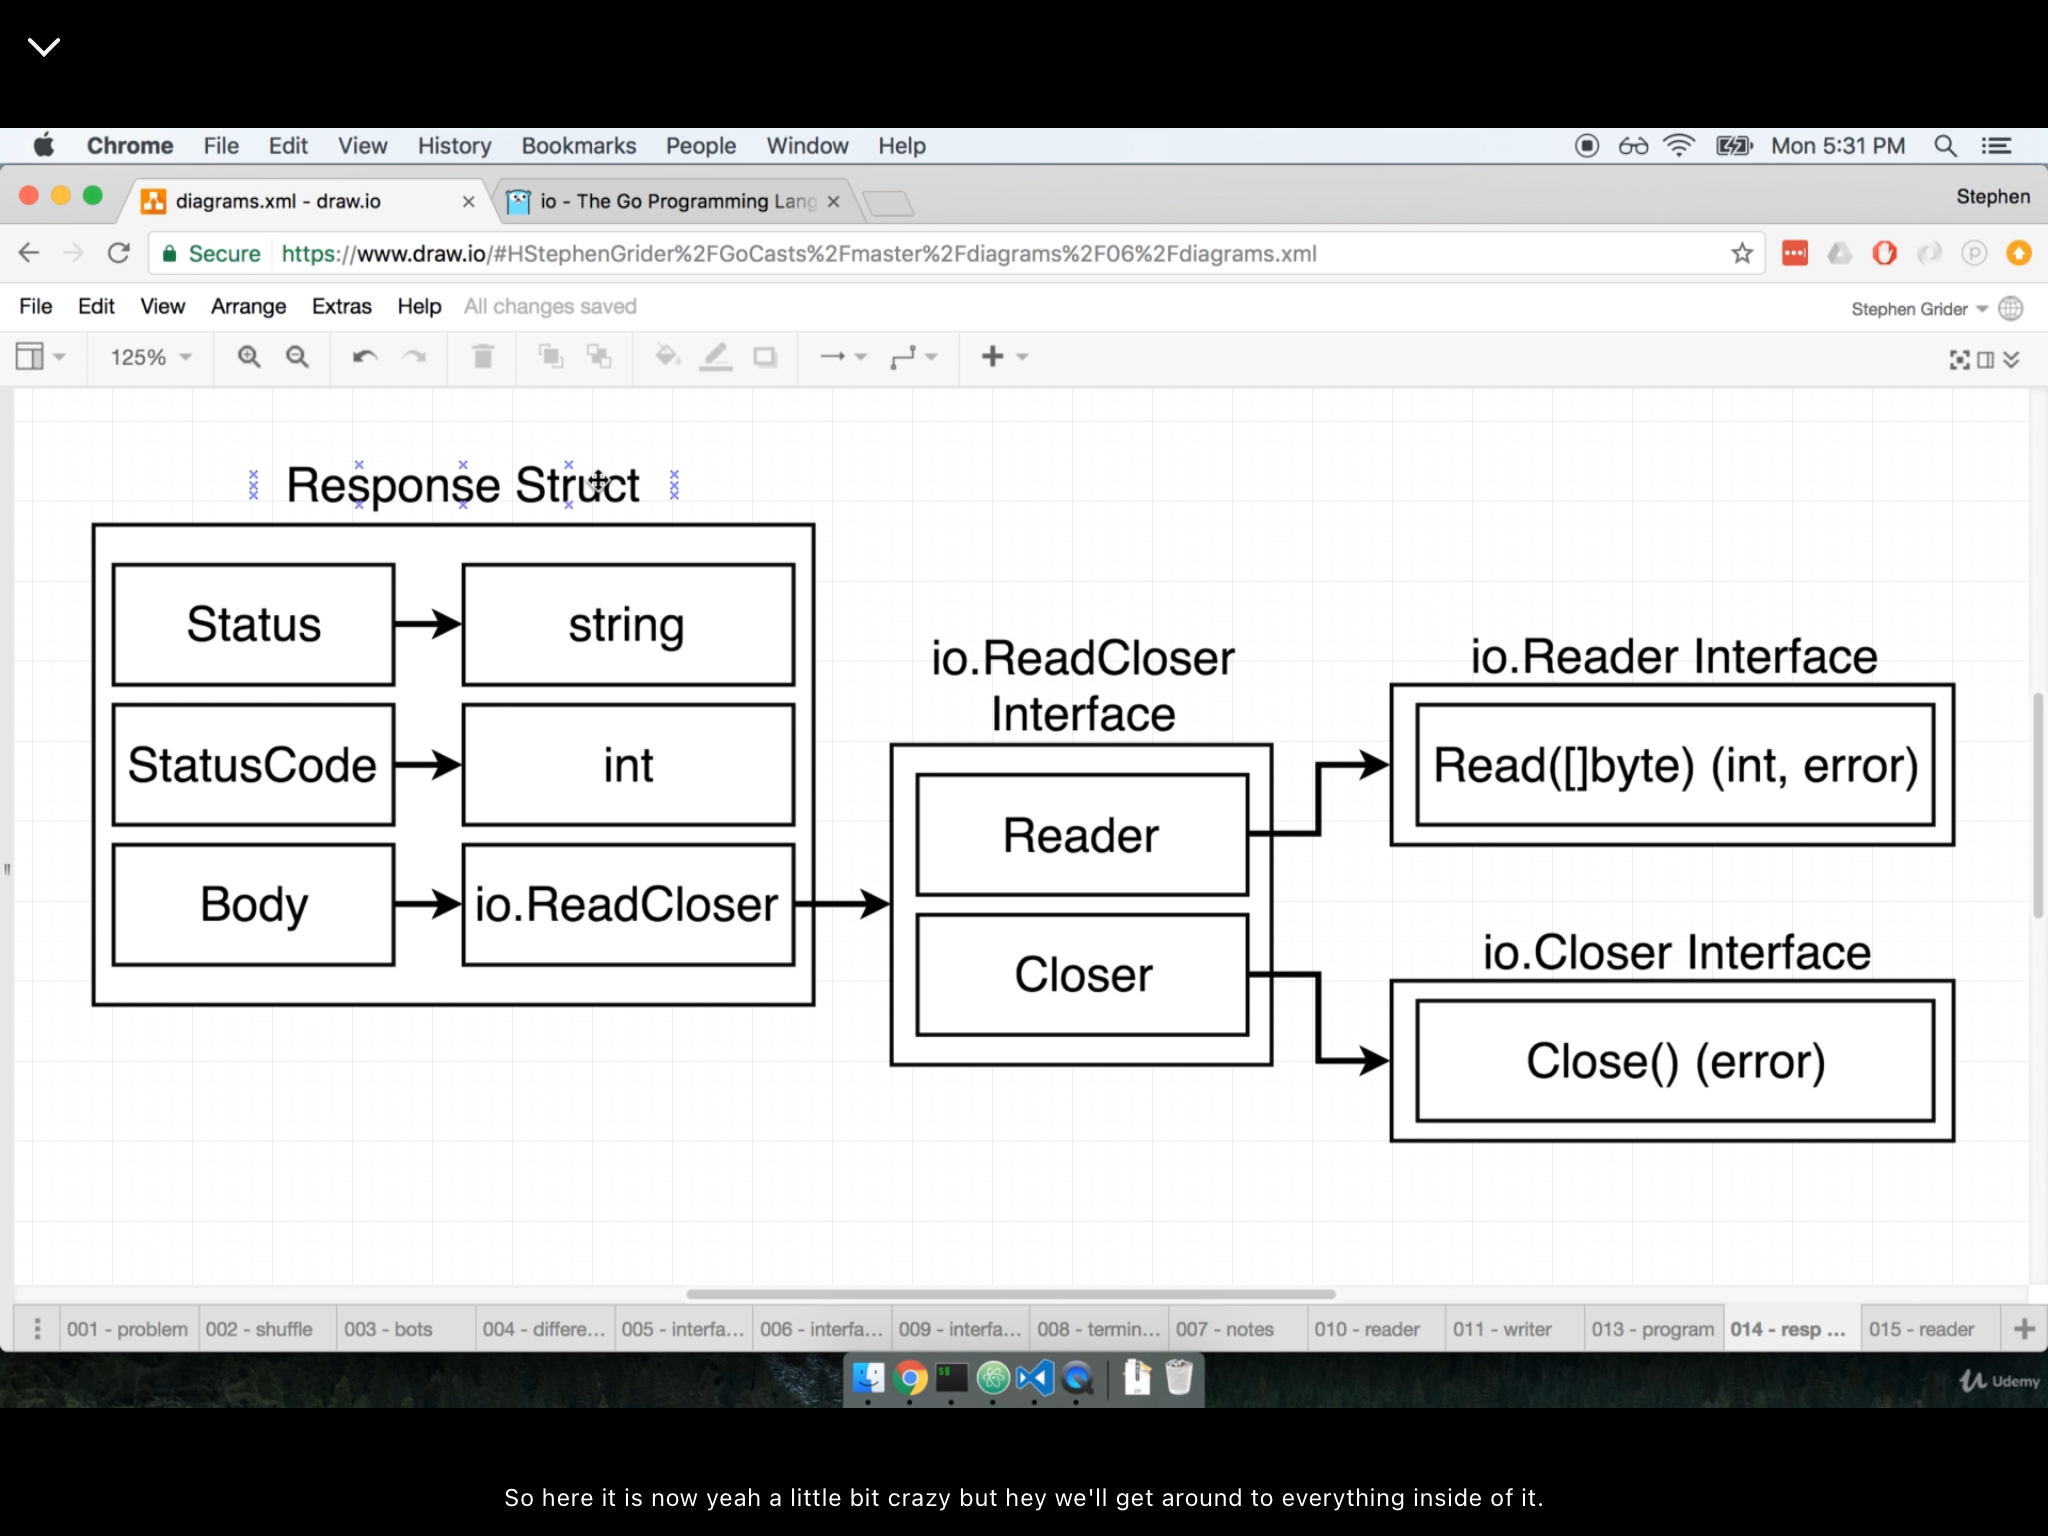 Chrome File Edit View History Bookmarks People Window Help Mon 5:31 PM
diagrams.xml - draw.io io - The Go Programming Lang Stephen
Secure https://www.draw.io/#HStephenGrider%2FGoCasts%2Fmaster%2Fdiagrams%2F06%2Fdiagrams.xml
File Edit View Arrange Extras Help All changes saved Stephen Grider
125%
Response Struct
Status string
StatusCode int
Body io.ReadCloser
io.ReadCloser
Interface
Reader
Closer
io.Reader Interface
Read([]byte) (int, error)
io.Closer Interface
Close() (error)
001 - problem 002 - shuffle 003 - bots 004 - differe... 005 - interfa... 006 - interfa... 009 - interfa... 008 - termin... 007 - notes 010 - reader 011 - writer 013 - program 014 - resp ... 015 - reader
Udemy
So here it is now yeah a little bit crazy but hey we'll get around to everything inside of it.